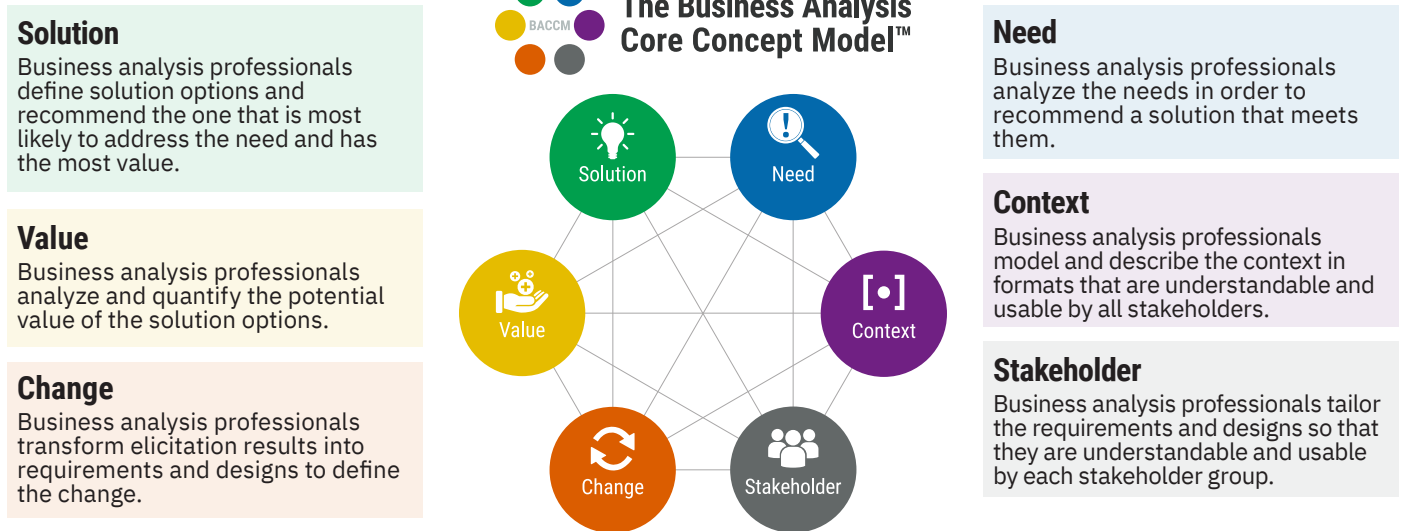 Solution
Business analysis professionals
define solution options and
recommend the one that is most
likely to address the need and has
the most value.
Value
Business analysis professionals
analyze and quantify the potential
value of the solution options.
Change
Business analysis professionals
transform elicitation results into
requirements and designs to define
the change.
BACCM
The Business Analysis
Core Concept Model™
Solution
Need
Value
Context
Change
Stakeholder
Need
Business analysis professionals
analyze the needs in order to
recommend a solution that meets
them.
Context
Business analysis professionals
model and describe the context in
formats that are understandable and
usable by all stakeholders.
Stakeholder
Business analysis professionals tailor
the requirements and designs so that
they are understandable and usable
by each stakeholder group.